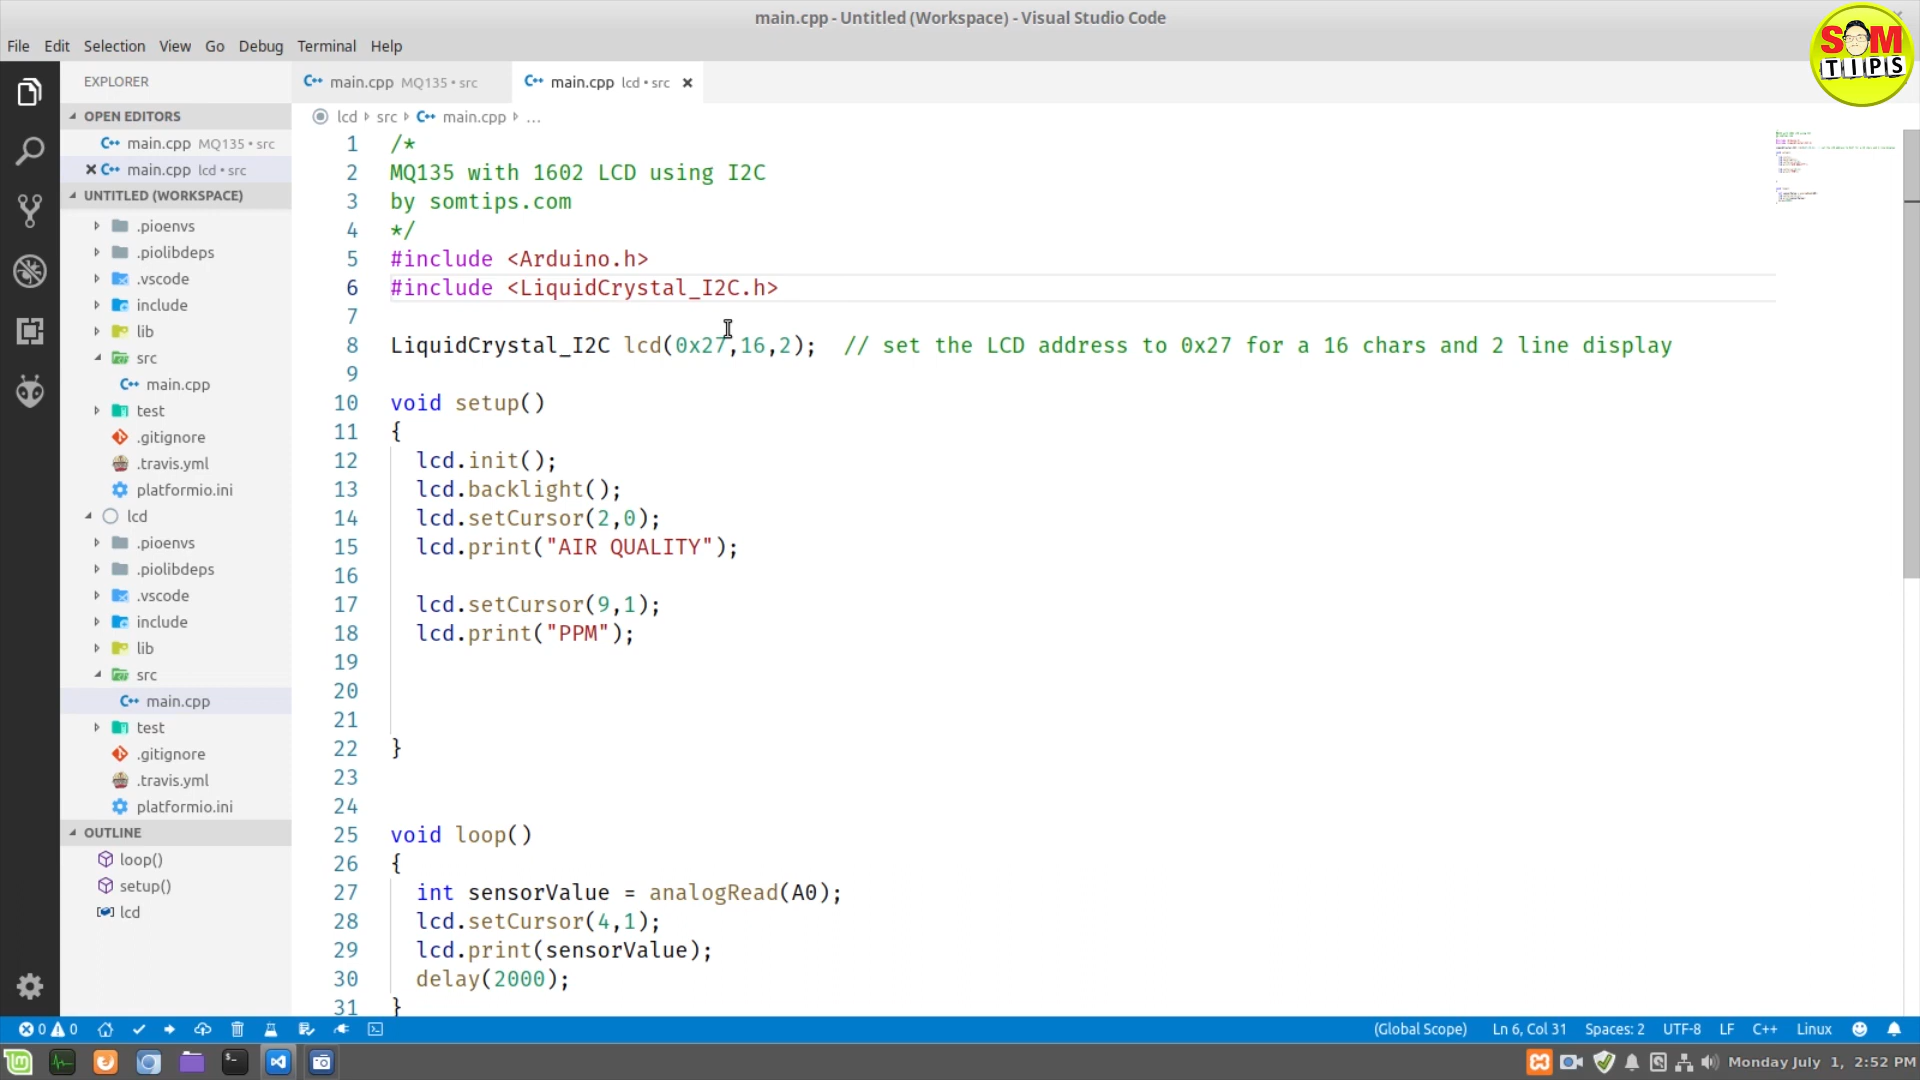 main.cpp - Untitled (Workspace) - Visual Studio Code
File Edit Selection View Go Debug Terminal Help
SOM
TIPS
EXPLORER
main.cpp MQ135 • src
main.cpp lcd • src
OPEN EDITORS
main.cpp MQ135 • src
main.cpp lcd • src
UNTITLED (WORKSPACE)
.pioenvs
.piolibdeps
.vscode
include
lib
src
main.cpp
test
.gitignore
.travis.yml
platformio.ini
lcd
.pioenvs
.piolibdeps
.vscode
include
lib
src
main.cpp
test
.gitignore
.travis.yml
platformio.ini
OUTLINE
loop()
setup()
lcd
lcd src main.cpp ...
1 /*
2 MQ135 with 1602 LCD using I2C
3 by somtips.com
4 */
5 #include <Arduino.h>
6 #include <LiquidCrystal_I2C.h>
7
8 LiquidCrystal_I2C lcd(0x27,16,2);  // set the LCD address to 0x27 for a 16 chars and 2 line display
9
10 void setup()
11 {
12   lcd.init();
13   lcd.backlight();
14   lcd.setCursor(2,0);
15   lcd.print("AIR QUALITY");
16
17   lcd.setCursor(9,1);
18   lcd.print("PPM");
19
20
21
22 }
23
24
25 void loop()
26 {
27   int sensorValue = analogRead(A0);
28   lcd.setCursor(4,1);
29   lcd.print(sensorValue);
30   delay(2000);
31 }
0 0 (Global Scope) Ln 6, Col 31 Spaces: 2 UTF-8 LF C++ Linux
Monday July 1, 2:52 PM